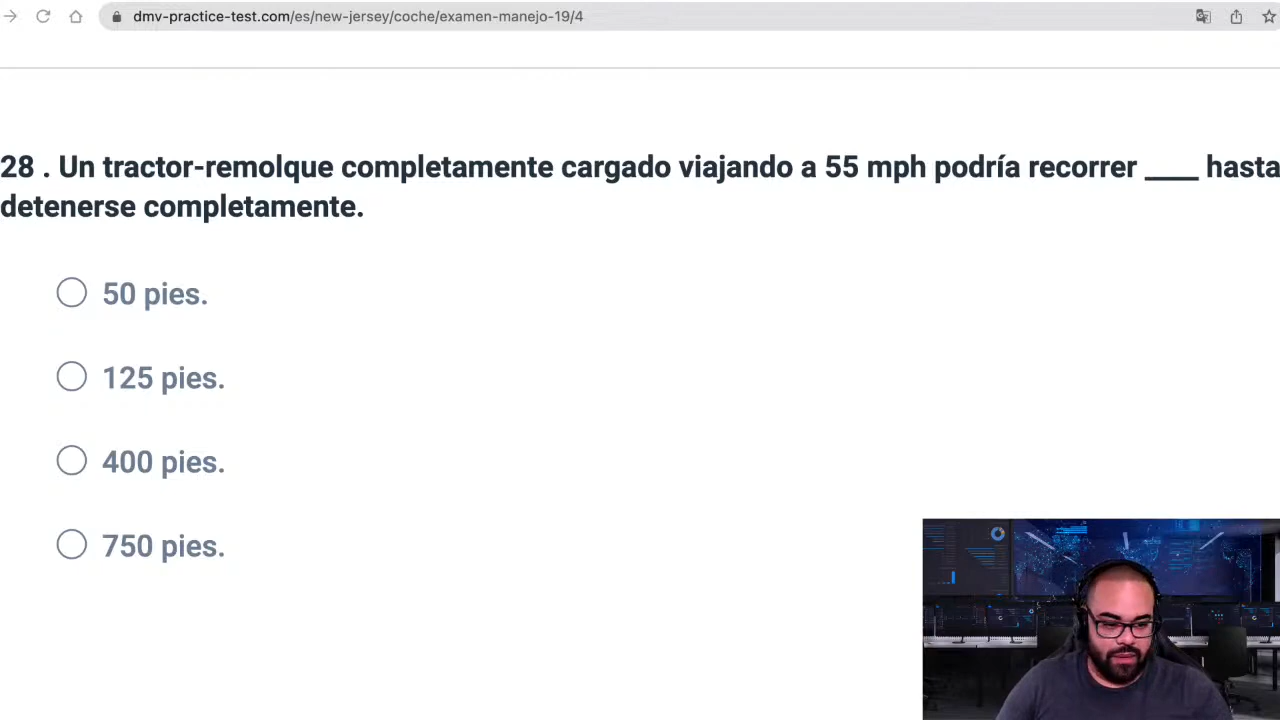 dmv-practice-test.com/es/new-jersey/coche/examen-manejo-19/4
28 . Un tractor-remolque completamente cargado viajando a 55 mph podría recorrer ____ hasta
detenerse completamente.
50 pies.
125 pies.
400 pies.
750 pies.